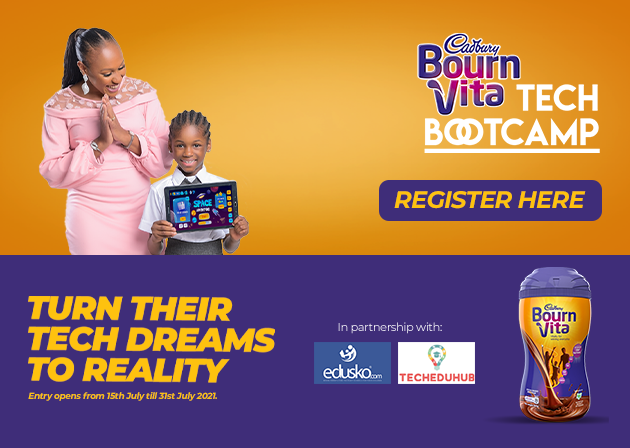 Cadbury
Bourn
Vita TECH
BOOTCAMP
REGISTER HERE
SPACE
TURN THEIR
TECH DREAMS
TO REALITY
Entry opens from 15th July till 31st July 2021.
In partnership with:
edusko.com
TECHEDUHUB
Cadbury
Bourn
Vita